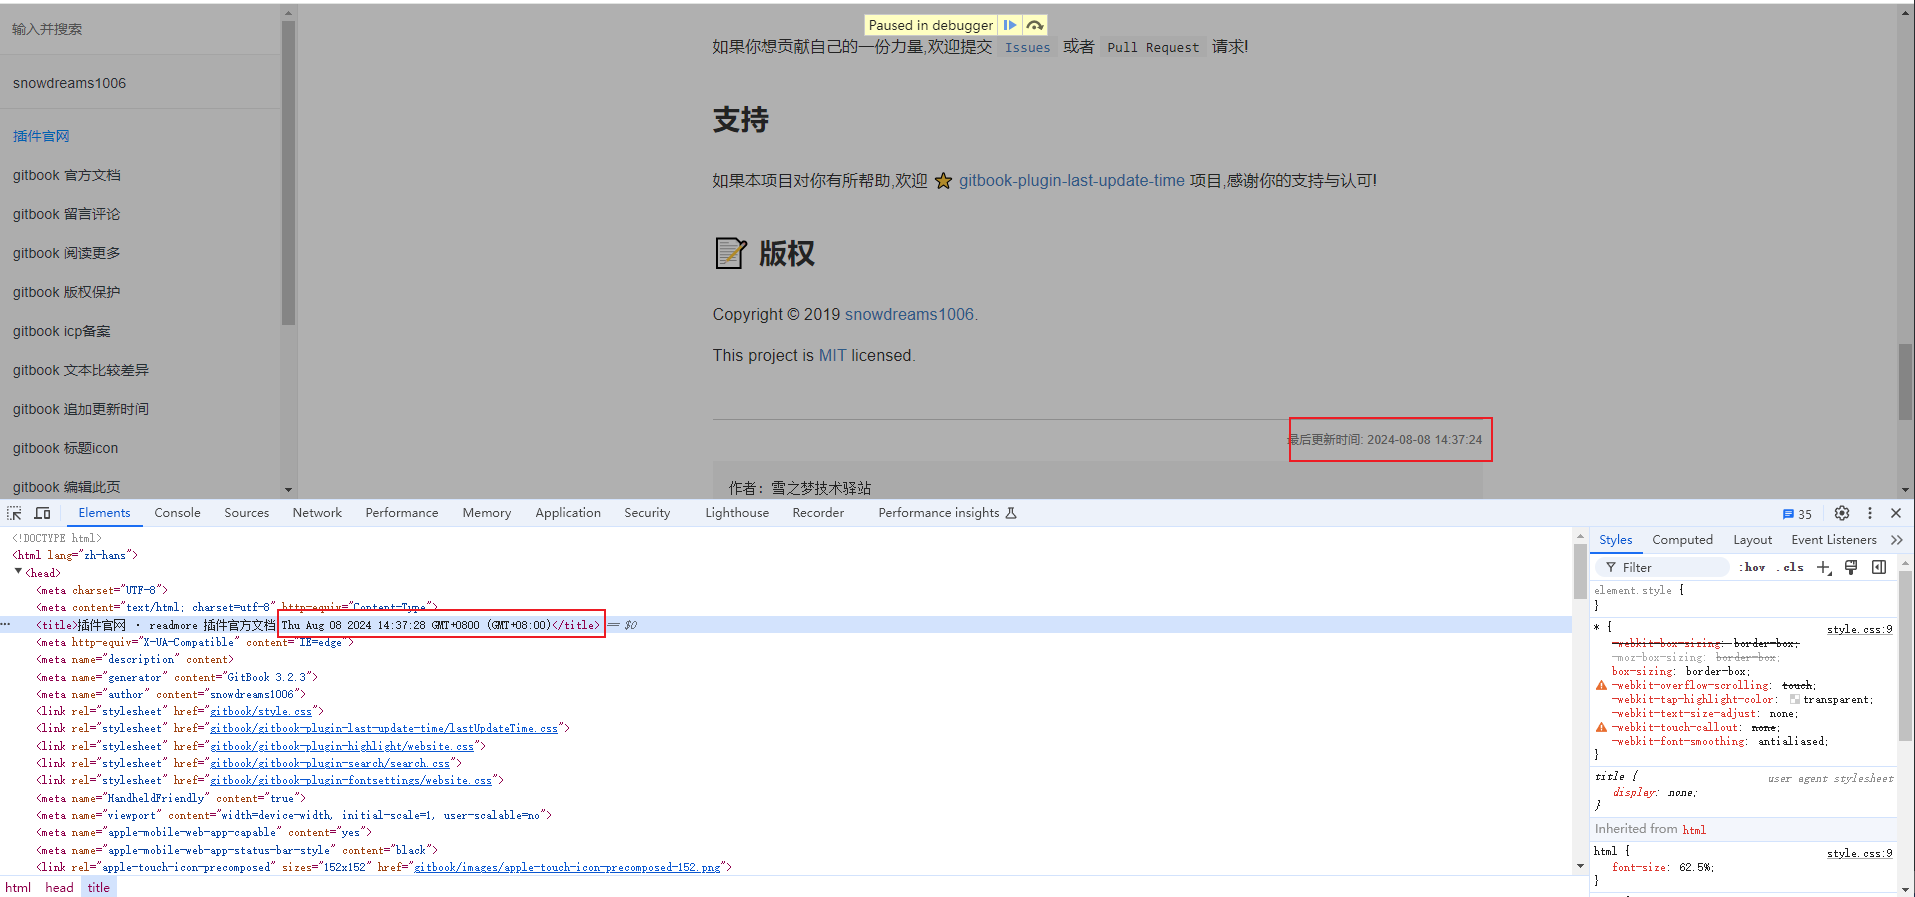 输入并搜索
snowdreams1006
插件官网
gitbook 官方文档
gitbook 留言评论
gitbook 阅读更多
gitbook 版权保护
gitbook icp备案
gitbook 文本比较差异
gitbook 追加更新时间
gitbook 标题icon
gitbook 编辑此页
Paused in debugger
如果你想贡献自己的一份力量,欢迎提交 Issues 或者 Pull Request 请求!
支持
如果本项目对你有所帮助,欢迎 ⭐ gitbook-plugin-last-update-time 项目,感谢你的支持与认可!
📝 版权
Copyright © 2019 snowdreams1006.
This project is MIT licensed.
最后更新时间: 2024-08-08 14:37:24
作者：雪之梦技术驿站
Elements Console Sources Network Performance Memory Application Security Lighthouse Recorder Performance insights 35
<!DOCTYPE html>
<html lang="zh-hans">
<head>
<meta charset="UTF-8">
<meta content="text/html; charset=utf-8" http-equiv="Content-Type">
<title>插件官网 · readmore 插件官方文档 Thu Aug 08 2024 14:37:28 GMT+0800 (GMT+08:00)</title> == $0
<meta http-equiv="X-UA-Compatible" content="IE=edge">
<meta name="description" content>
<meta name="generator" content="GitBook 3.2.3">
<meta name="author" content="snowdreams1006">
<link rel="stylesheet" href="gitbook/style.css">
<link rel="stylesheet" href="gitbook/gitbook-plugin-last-update-time/lastUpdateTime.css">
<link rel="stylesheet" href="gitbook/gitbook-plugin-highlight/website.css">
<link rel="stylesheet" href="gitbook/gitbook-plugin-search/search.css">
<link rel="stylesheet" href="gitbook/gitbook-plugin-fontsettings/website.css">
<meta name="HandheldFriendly" content="true">
<meta name="viewport" content="width=device-width, initial-scale=1, user-scalable=no">
<meta name="apple-mobile-web-app-capable" content="yes">
<meta name="apple-mobile-web-app-status-bar-style" content="black">
<link rel="apple-touch-icon-precomposed" sizes="152x152" href="gitbook/images/apple-touch-icon-precomposed-152.png">
html head title
Styles Computed Layout Event Listeners
Filter :hov .cls
element.style {
}
* { style.css:9
-webkit-box-sizing: border-box;
-moz-box-sizing: border-box;
box-sizing: border-box;
-webkit-overflow-scrolling: touch;
-webkit-tap-highlight-color: transparent;
-webkit-text-size-adjust: none;
-webkit-touch-callout: none;
-webkit-font-smoothing: antialiased;
}
title { user agent stylesheet
display: none;
}
Inherited from html
html { style.css:9
font-size: 62.5%;
}